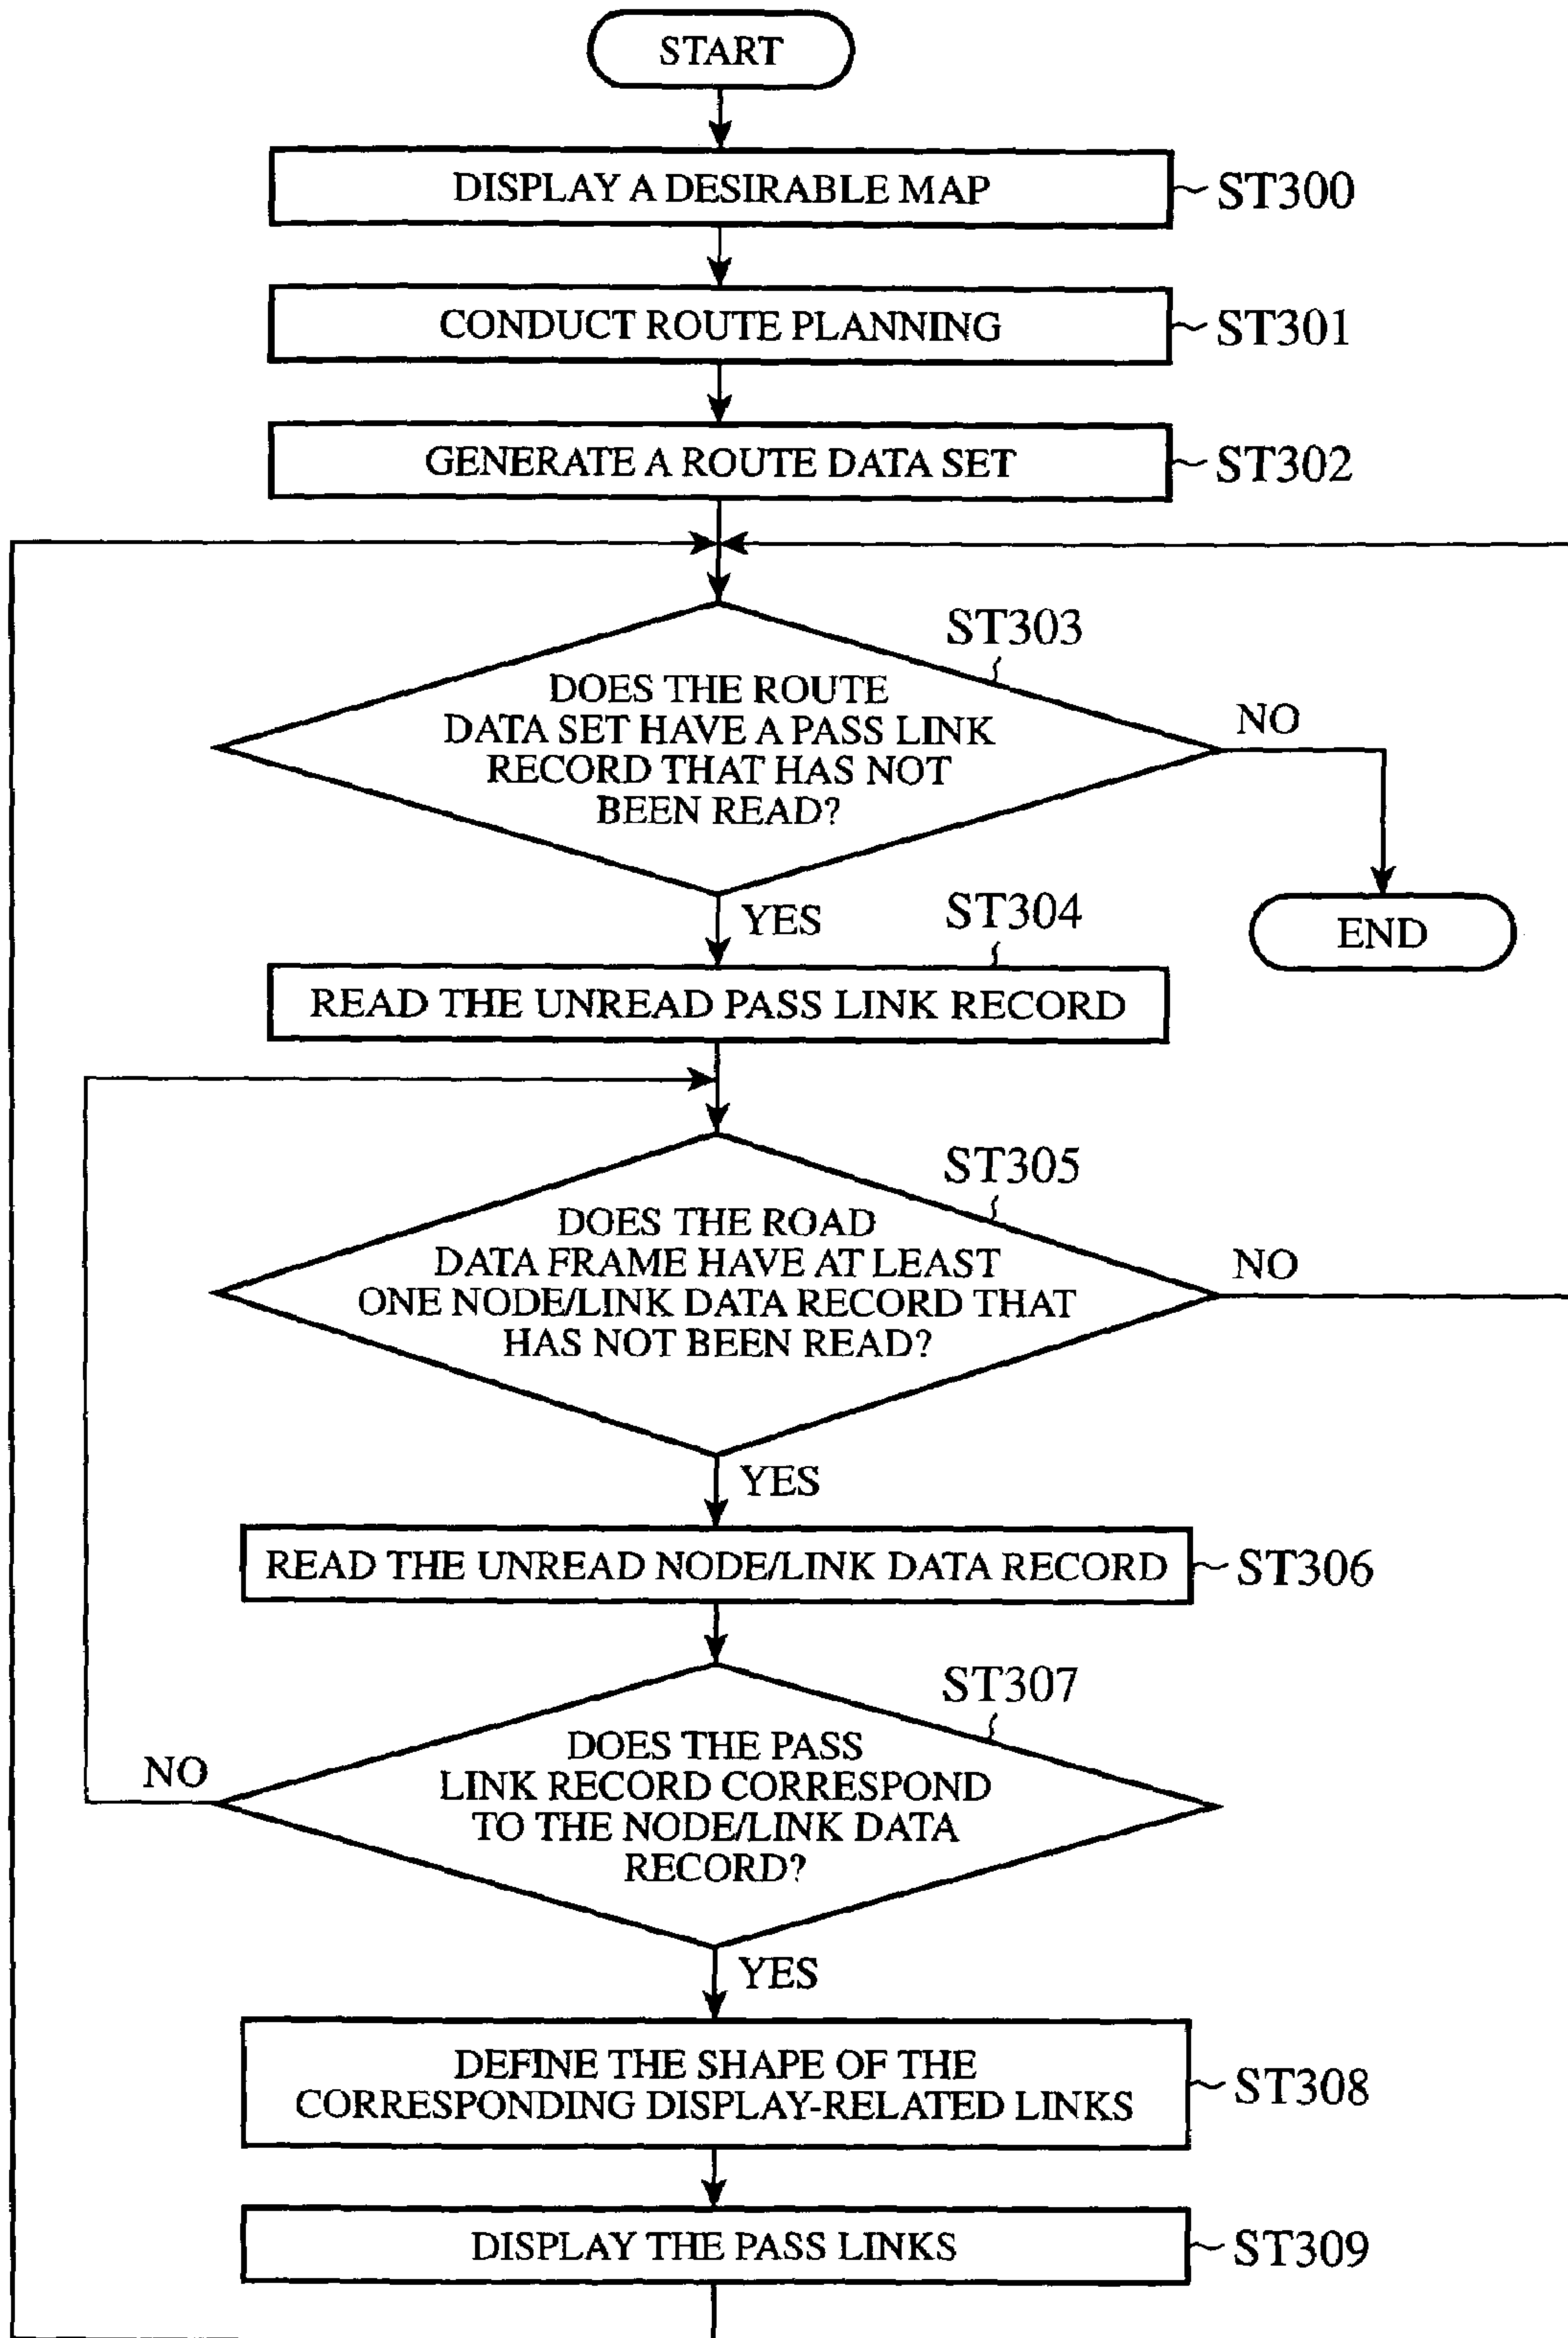 START
DISPLAY A DESIRABLE MAP
ST300
CONDUCT ROUTE PLANNING
ST301
GENERATE A ROUTE DATA SET
ST302
ST303
DOES THE ROUTE
DATA SET HAVE A PASS LINK
RECORD THAT HAS NOT
BEEN READ?
NO
YES
END
ST304
READ THE UNREAD PASS LINK RECORD
ST305
DOES THE ROAD
DATA FRAME HAVE AT LEAST
ONE NODE/LINK DATA RECORD THAT
HAS NOT BEEN READ?
NO
YES
READ THE UNREAD NODE/LINK DATA RECORD
ST306
ST307
DOES THE PASS
LINK RECORD CORRESPOND
TO THE NODE/LINK DATA
RECORD?
NO
YES
DEFINE THE SHAPE OF THE
CORRESPONDING DISPLAY-RELATED LINKS
ST308
DISPLAY THE PASS LINKS
ST309